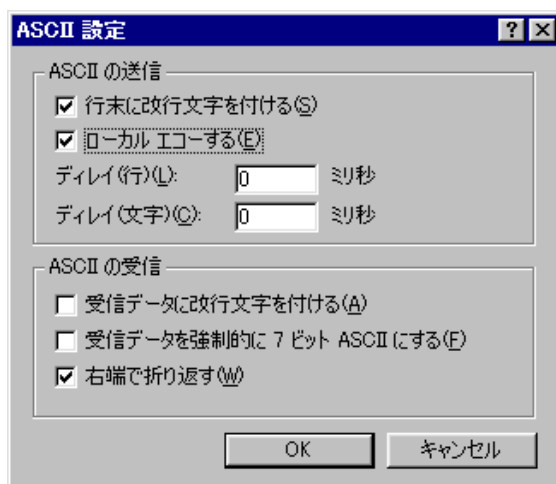 ASCII 設定
ASCII の送信
行末に改行文字を付ける(S)
ローカル エコーする(E)
ディレイ(行)(L): 0 ミリ秒
ディレイ(文字)(C): 0 ミリ秒
ASCII の受信
受信データに改行文字を付ける(A)
受信データを強制的に 7 ビット ASCII にする(F)
右端で折り返す(W)
OK キャンセル